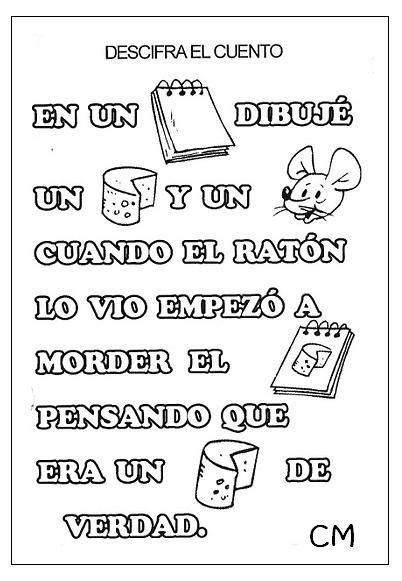 DESCIFRA EL CUENTO
EN UN DIBUJÉ
UN Y UN
CUANDO EL RATÓN
LO VIO EMPEZÓ A
MORDER EL
PENSANDO QUE
ERA UN DE
VERDAD.
CM